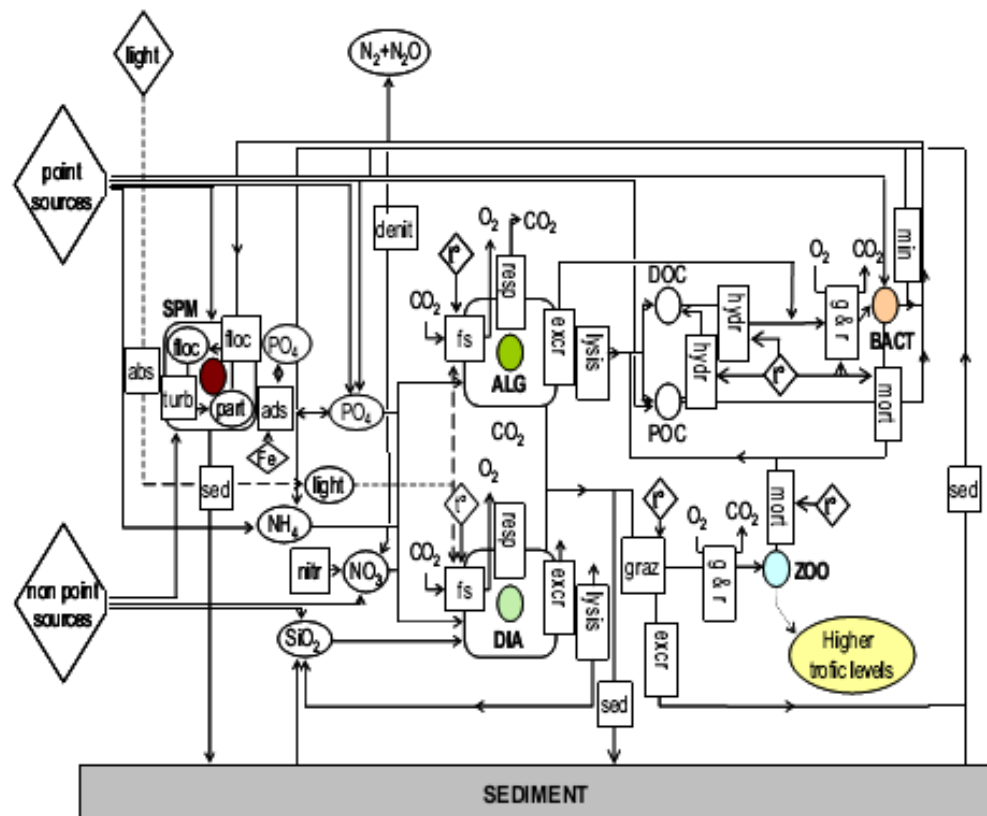 light
N₂+N₂O
point
sources
denit
O₂
CO₂
t°
resp
CO₂
fs
ALG
excr
lysis
DOC
hydr
hydr
POC
O₂
CO₂
g & r
BACT
min
t°
mort
SPM
floc
floc
PO₄
abs
turb
part
ads
PO₄
Fe
sed
light
NH₄
CO₂
O₂
t°
resp
CO₂
fs
DIA
excr
lysis
nitr
NO₃
non point
sources
SiO₂
t°
graz
O₂
CO₂
g & r
mort
t°
ZOO
excr
Higher
trofic levels
sed
sed
SEDIMENT